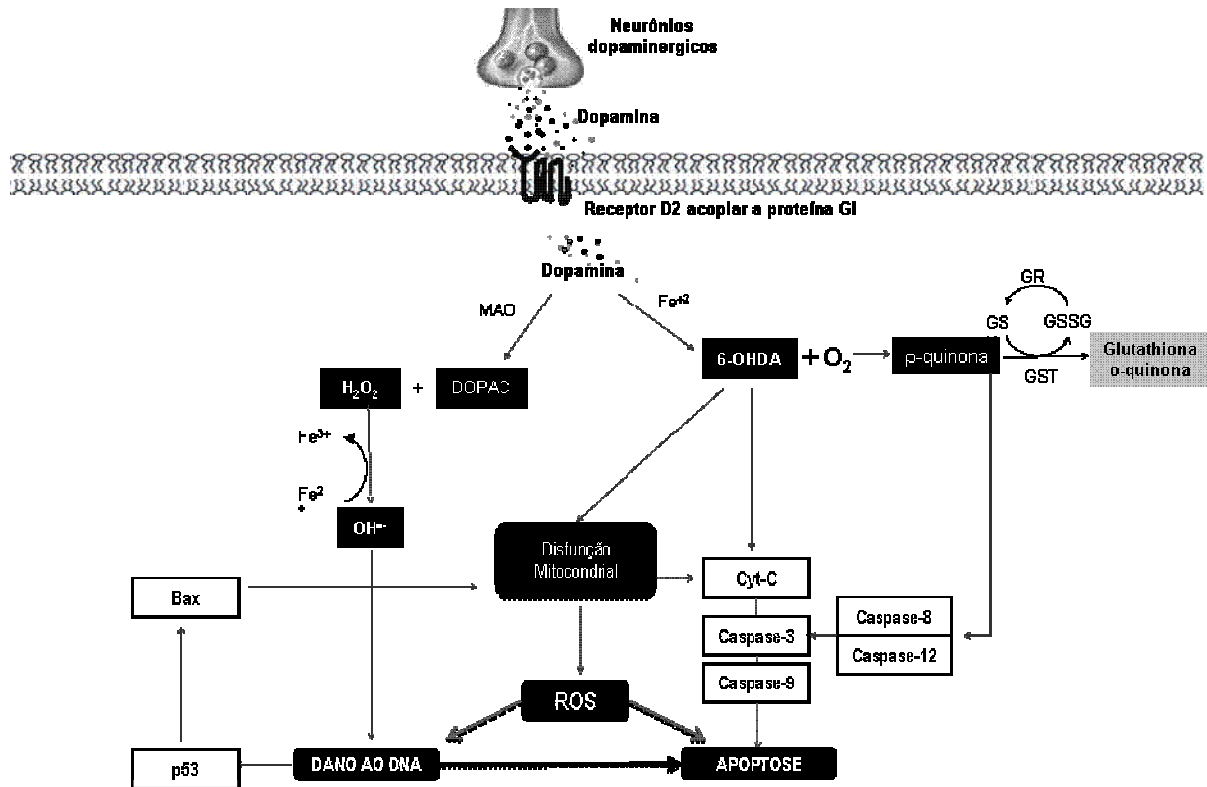 Neurônios
dopaminergicos
Dopamina
Receptor D2 acoplar a proteína GI
Dopamina
MAO
Fe+2
GR
GS
GSSG
6-OHDA
+ O2
p-quinona
Glutathiona
o-quinona
GST
H2O2
+
DOPAC
Fe3+
Fe2
+
OH•-
Disfunção
Mitocondrial
Cyt-C
Bax
Caspase-8
Caspase-3
Caspase-12
Caspase-9
ROS
p53
DANO AO DNA
APOPTOSE